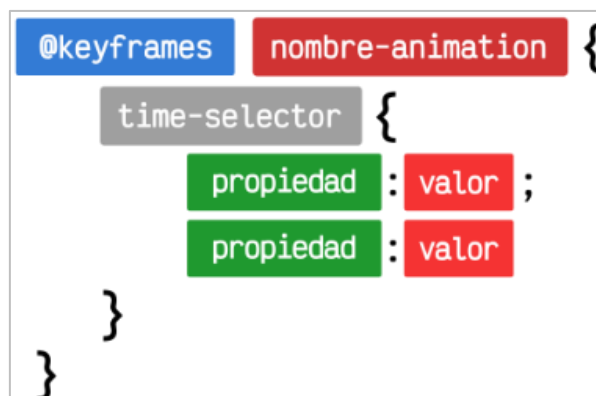 @keyframes nombre-animation {
time-selector {
propiedad : valor ;
propiedad : valor
}
}